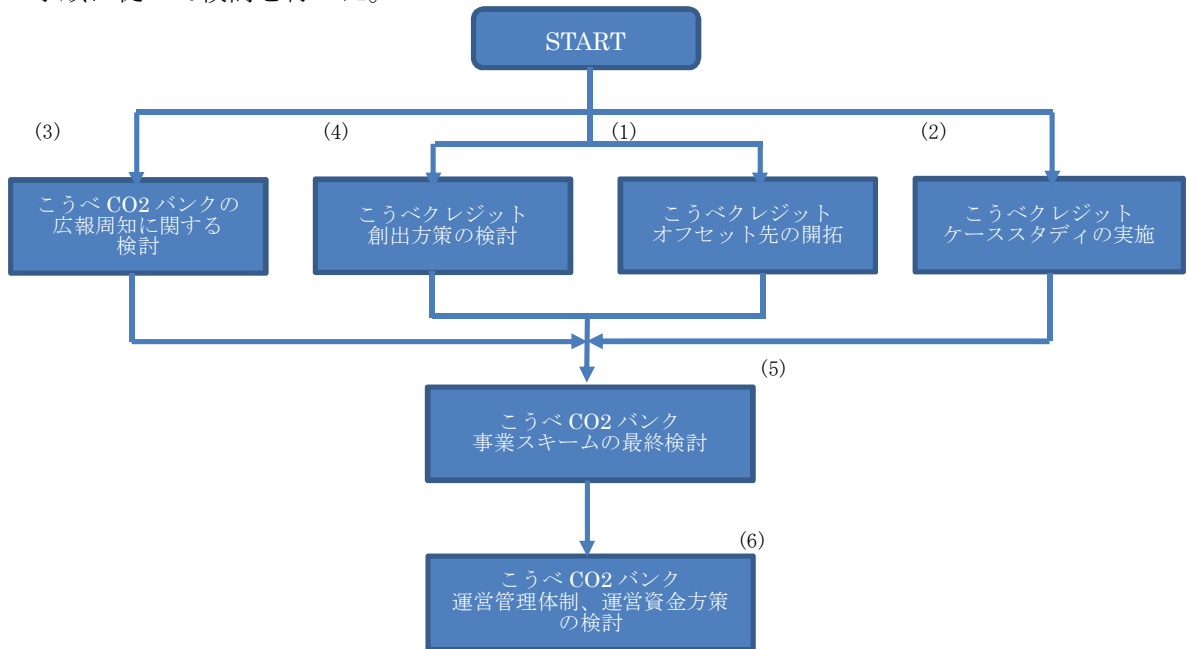 START
(3)
(4)
(1)
(2)
こうべ CO2 バンクの
広報周知に関する
検討
こうべクレジット
創出方策の検討
こうべクレジット
オフセット先の開拓
こうべクレジット
ケーススタディの実施
(5)
こうべ CO2 バンク
事業スキームの最終検討
(6)
こうべ CO2 バンク
運営管理体制、運営資金方策
の検討